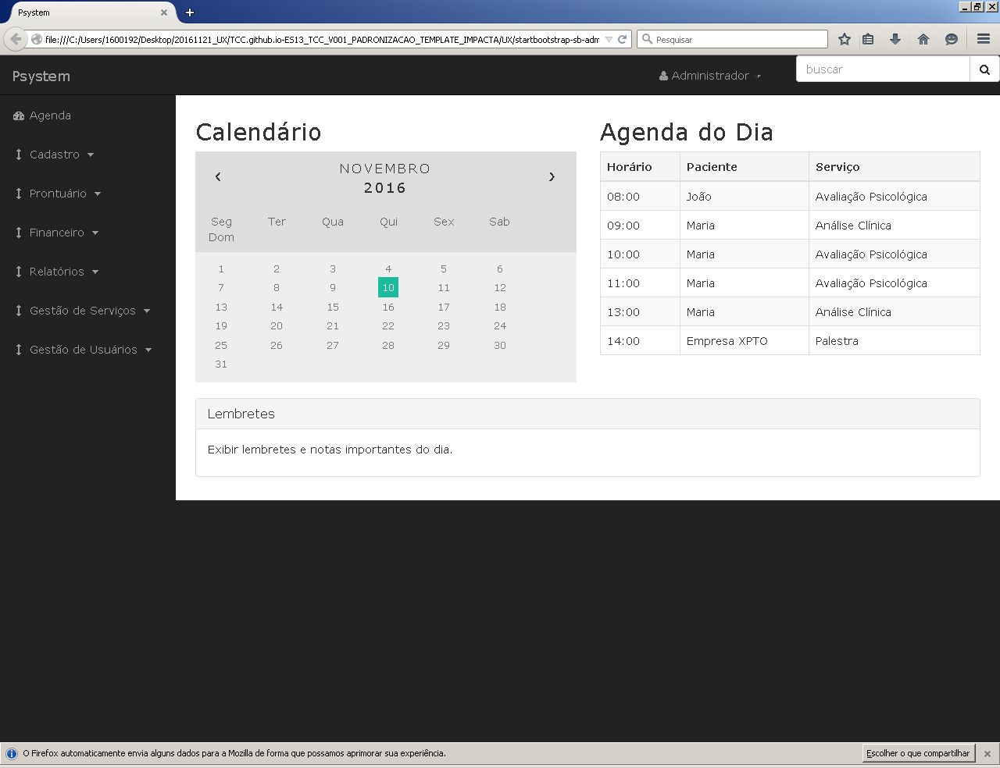 Psystem
file:///C:/Users/1600192/Desktop/20161121_UX/TCC.github.io-ES13_TCC_V001_PADRONIZACAO_TEMPLATE_IMPACTA/UX/startbootstrap-sb-adm
Pesquisar
Psystem
Administrador
buscar
Agenda
Cadastro
Prontuário
Financeiro
Relatórios
Gestão de Serviços
Gestão de Usuários
Calendário
‹ NOVEMBRO ›
2016
Seg Ter Qua Qui Sex Sab
Dom
1 2 3 4 5 6
7 8 9 10 11 12
13 14 15 16 17 18
19 20 21 22 23 24
25 26 27 28 29 30
31
Agenda do Dia
Horário Paciente Serviço
08:00 João Avaliação Psicológica
09:00 Maria Análise Clínica
10:00 Maria Avaliação Psicológica
11:00 Maria Avaliação Psicológica
13:00 Maria Análise Clínica
14:00 Empresa XPTO Palestra
Lembretes
Exibir lembretes e notas importantes do dia.
O Firefox automaticamente envia alguns dados para a Mozilla de forma que possamos aprimorar sua experiência.
Escolher o que compartilhar